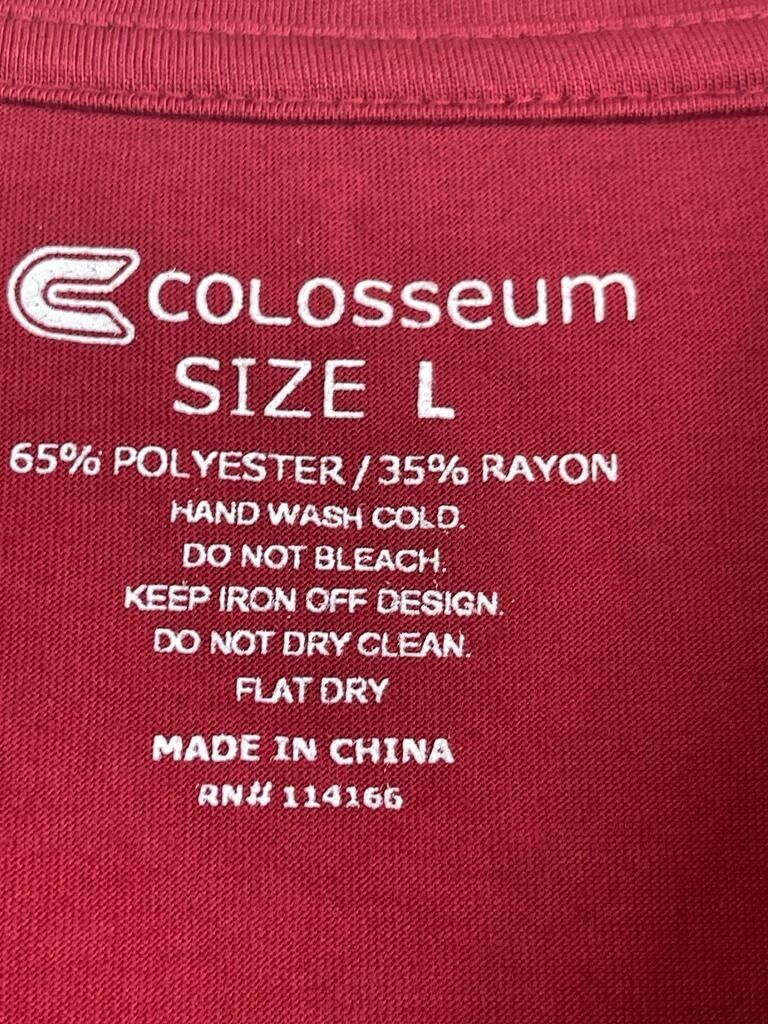 COLOSSEUM
SIZE L
65% POLYESTER / 35% RAYON
HAND WASH COLD.
DO NOT BLEACH.
KEEP IRON OFF DESIGN.
DO NOT DRY CLEAN.
FLAT DRY
MADE IN CHINA
RN# 114166